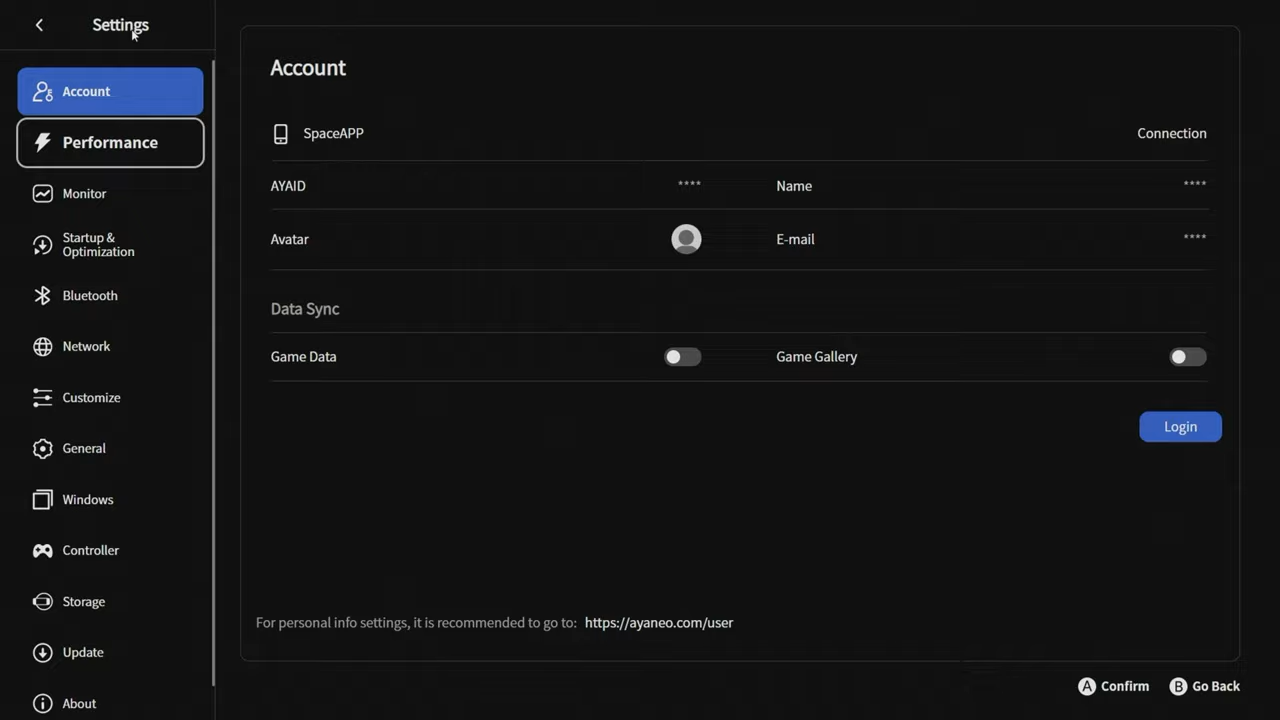 Settings
Account
Performance
Monitor
Startup &
Optimization
Bluetooth
Network
Customize
General
Windows
Controller
Storage
Update
About
Account
SpaceAPP
Connection
AYAID
****
Name
****
Avatar
E-mail
****
Data Sync
Game Data
Game Gallery
Login
For personal info settings, it is recommended to go to: https://ayaneo.com/user
A Confirm
B Go Back